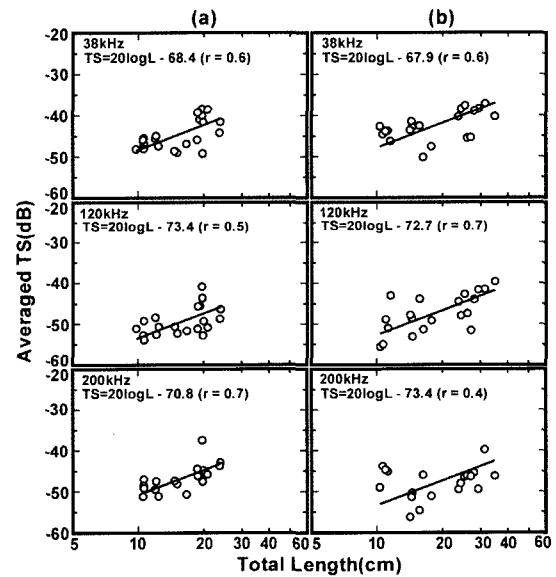 (a) (b)
-20
38kHz
TS=20logL - 68.4 (r = 0.6)
38kHz
TS=20logL - 67.9 (r = 0.6)
-30
-40
-50
-60
-20
120kHz
TS=20logL - 73.4 (r = 0.5)
120kHz
TS=20logL - 72.7 (r = 0.7)
-30
-40
-50
-60
-20
200kHz
TS=20logL - 70.8 (r = 0.7)
200kHz
TS=20logL - 73.4 (r = 0.4)
-30
-40
-50
-60
Averaged TS(dB)
5 10 20 40 60 5 10 20 40 60
Total Length(cm)